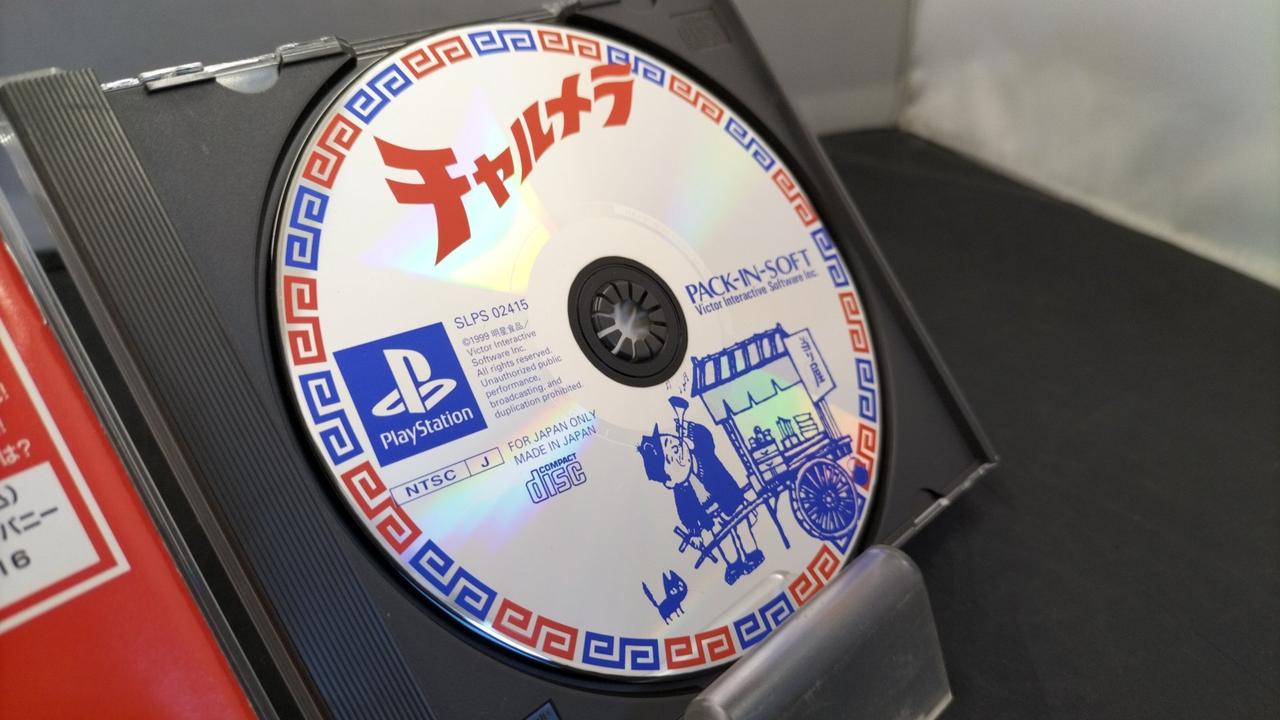 チャルメラ
PACK-IN-SOFT
Victor Interactive Software Inc.
SLPS 02415
©1999 明星食品/
Victor Interactive
Software Inc.
All rights reserved.
Unauthorized public
performance,
broadcasting, and
duplication prohibited.
PlayStation
NTSC J
FOR JAPAN ONLY
MADE IN JAPAN
COMPACT
disc
!
!
は?
ム)
パニー
16